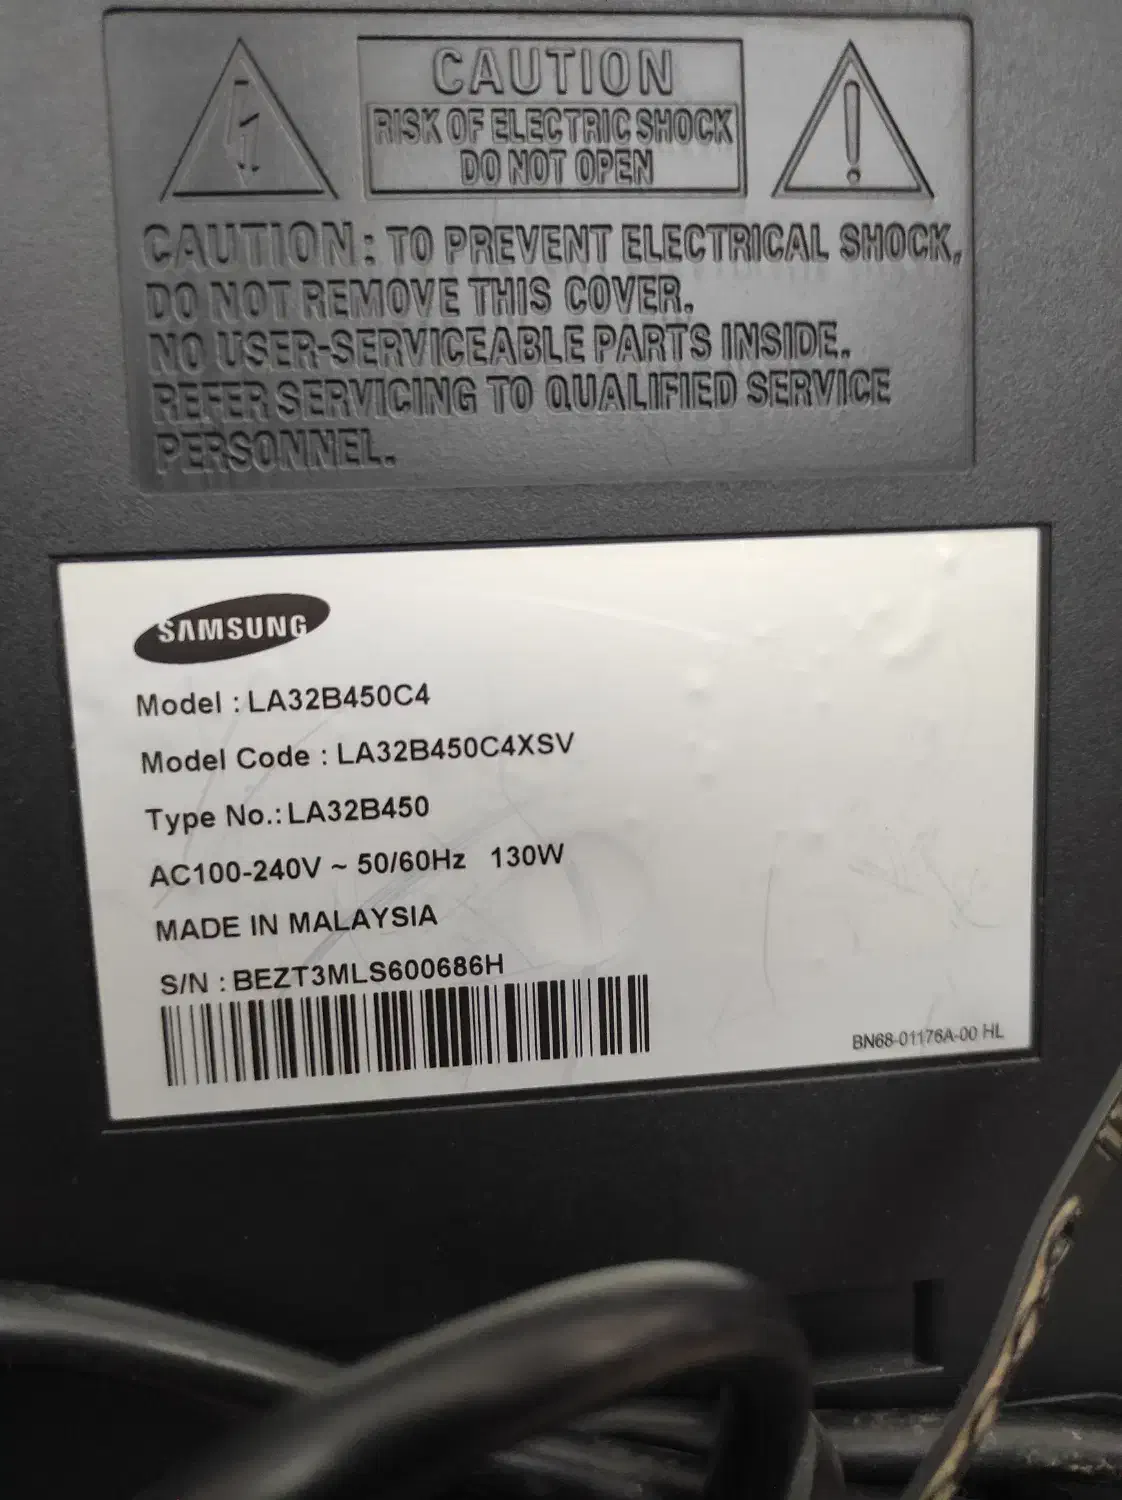 CAUTION
RISK OF ELECTRIC SHOCK
DO NOT OPEN
CAUTION: TO PREVENT ELECTRICAL SHOCK,
DO NOT REMOVE THIS COVER.
NO USER-SERVICEABLE PARTS INSIDE.
REFER SERVICING TO QUALIFIED SERVICE
PERSONNEL.
SAMSUNG
Model : LA32B450C4
Model Code : LA32B450C4XSV
Type No.: LA32B450
AC100-240V ~ 50/60Hz 130W
MADE IN MALAYSIA
S/N : BEZT3MLS600686H
BN68-01176A-00 HL